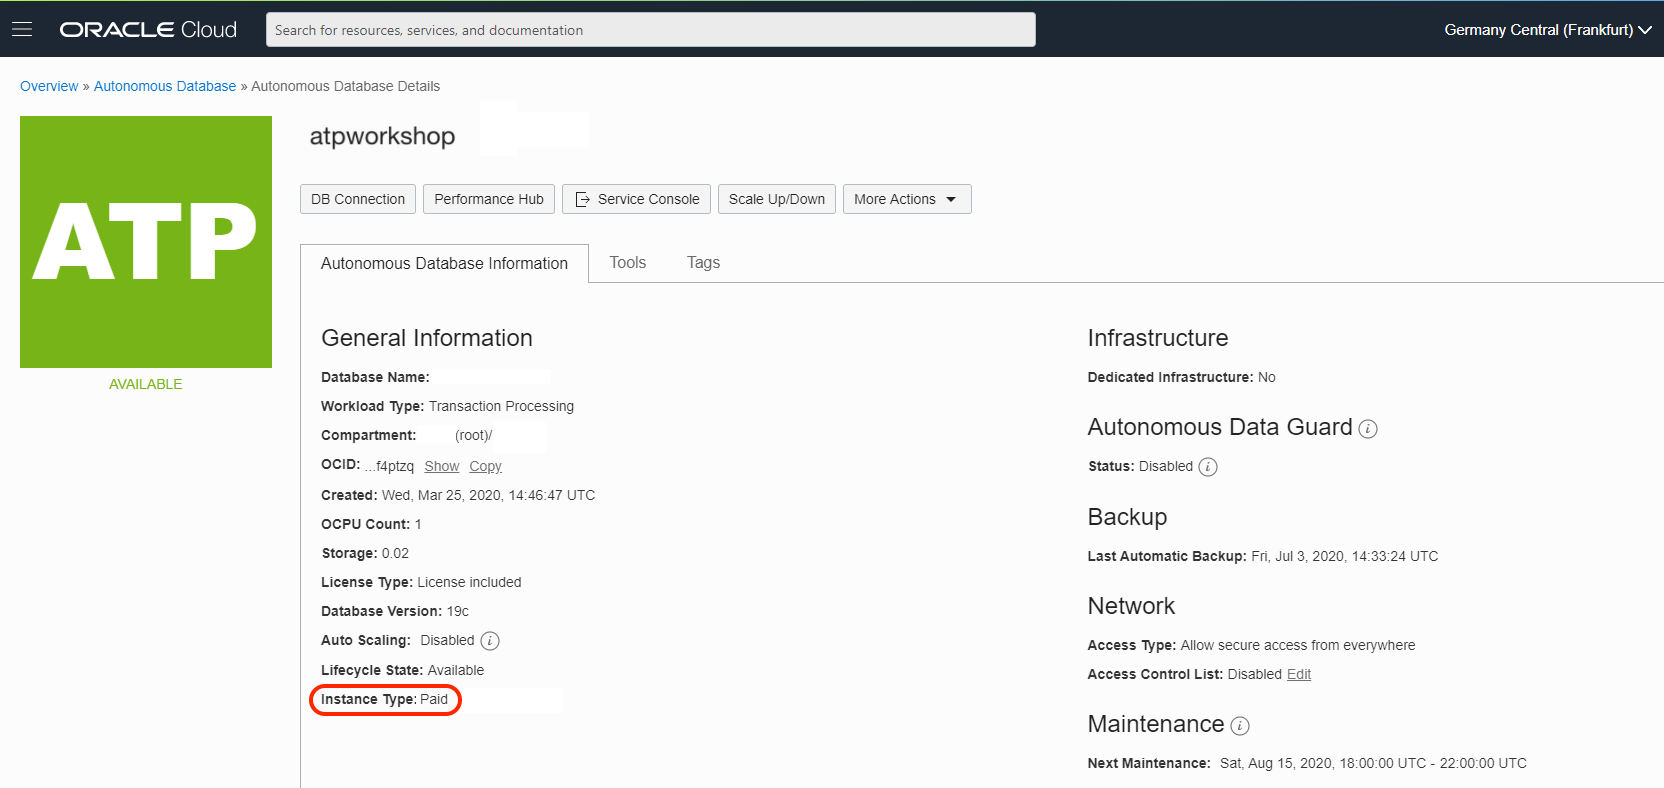 ORACLE Cloud
Search for resources, services, and documentation
Germany Central (Frankfurt)
Overview » Autonomous Database » Autonomous Database Details
ATP
AVAILABLE
atpworkshop
DB Connection
Performance Hub
Service Console
Scale Up/Down
More Actions
Autonomous Database Information
Tools
Tags
General Information
Database Name:
Workload Type: Transaction Processing
Compartment: (root)/
OCID: ...f4ptzq Show Copy
Created: Wed, Mar 25, 2020, 14:46:47 UTC
OCPU Count: 1
Storage: 0.02
License Type: License included
Database Version: 19c
Auto Scaling: Disabled i
Lifecycle State: Available
Instance Type: Paid
Infrastructure
Dedicated Infrastructure: No
Autonomous Data Guard i
Status: Disabled i
Backup
Last Automatic Backup: Fri, Jul 3, 2020, 14:33:24 UTC
Network
Access Type: Allow secure access from everywhere
Access Control List: Disabled Edit
Maintenance i
Next Maintenance: Sat, Aug 15, 2020, 18:00:00 UTC - 22:00:00 UTC